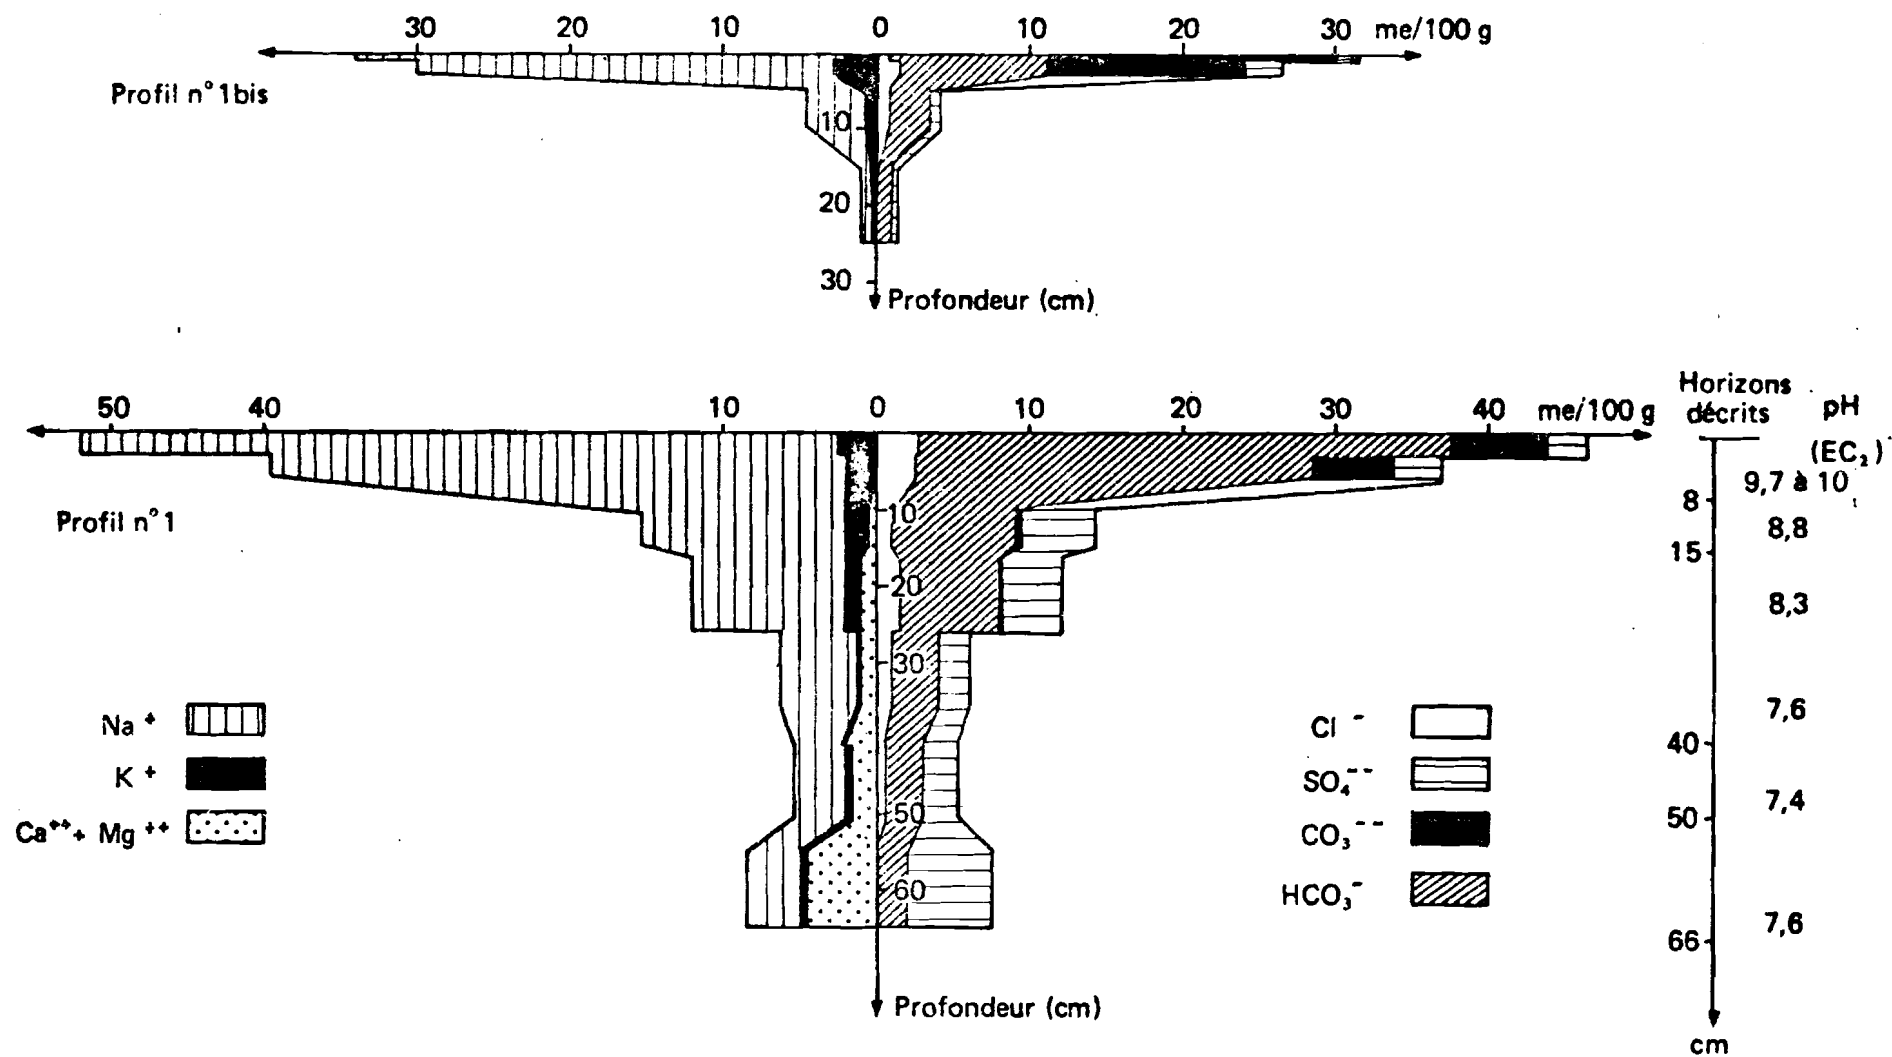 30 20 10 0 10 20 30 me/100 g
Profil n° 1bis
10
20
30
Profondeur (cm)
50 40 10 0 10 20 30 40 me/100 g
Horizons décrits
pH (EC₂)
Profil n° 1
10
20
30
50
60
Profondeur (cm)
Na⁺
K⁺
Ca⁺⁺ + Mg⁺⁺
Cl⁻
SO₄⁻⁻
CO₃⁻⁻
HCO₃⁻
9,7 à 10
8
8,8
15
8,3
7,6
40
7,4
50
7,6
66
cm